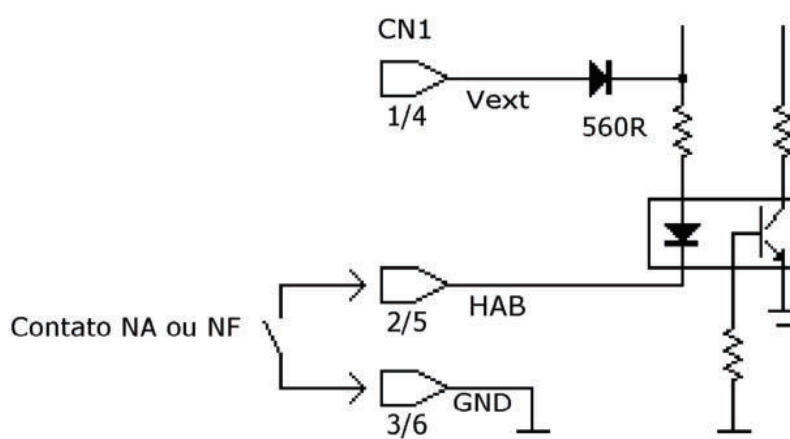 CN1
1/4
Vext
560R
2/5
HAB
Contato NA ou NF
3/6
GND